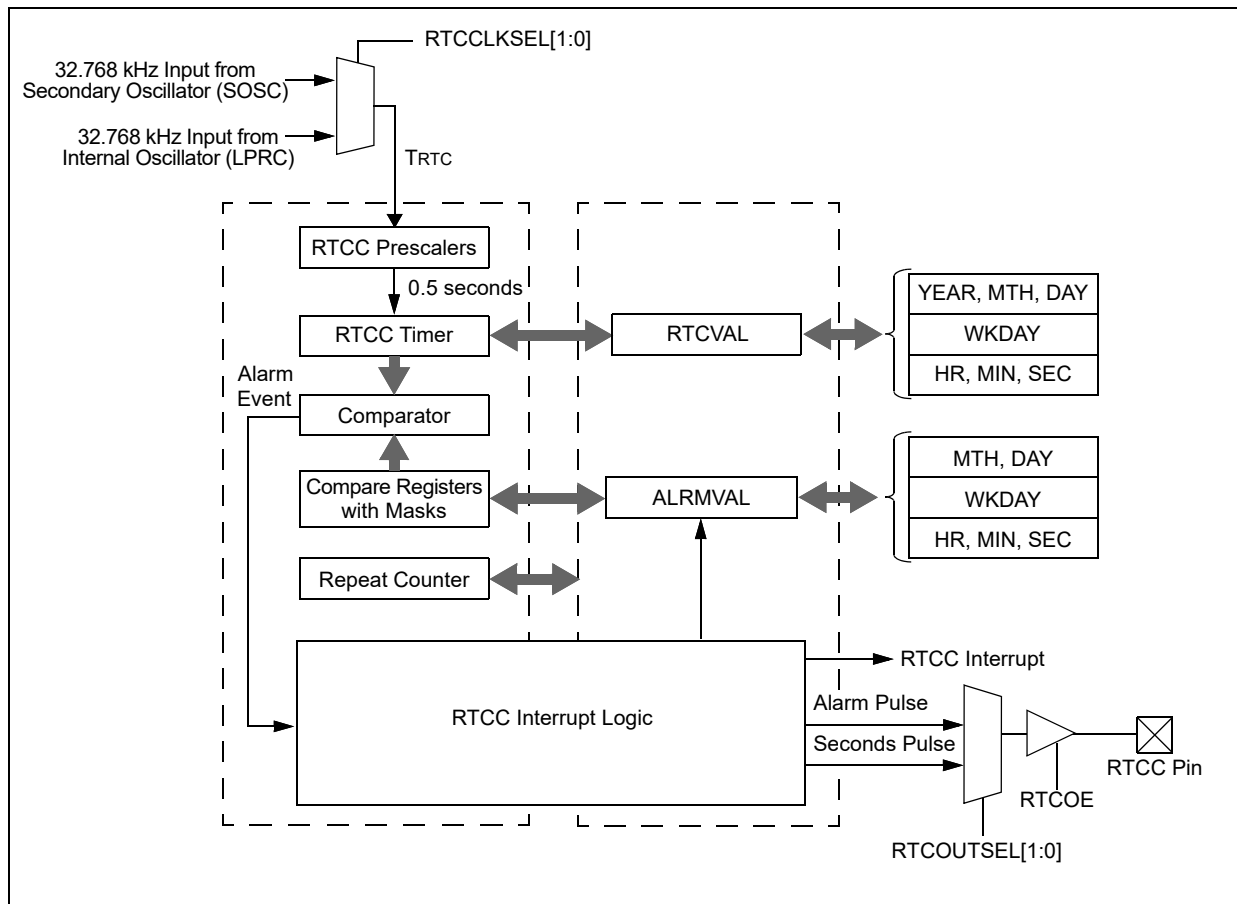 RTCCLKSEL[1:0]
32.768 kHz Input from
Secondary Oscillator (SOSC)
32.768 kHz Input from
Internal Oscillator (LPRC)
TRTC
RTCC Prescalers
0.5 seconds
RTCC Timer
RTCVAL
YEAR, MTH, DAY
WKDAY
HR, MIN, SEC
Alarm
Event
Comparator
Compare Registers
with Masks
ALRMVAL
MTH, DAY
WKDAY
HR, MIN, SEC
Repeat Counter
RTCC Interrupt Logic
RTCC Interrupt
Alarm Pulse
Seconds Pulse
RTCC Pin
RTCOE
RTCOUTSEL[1:0]